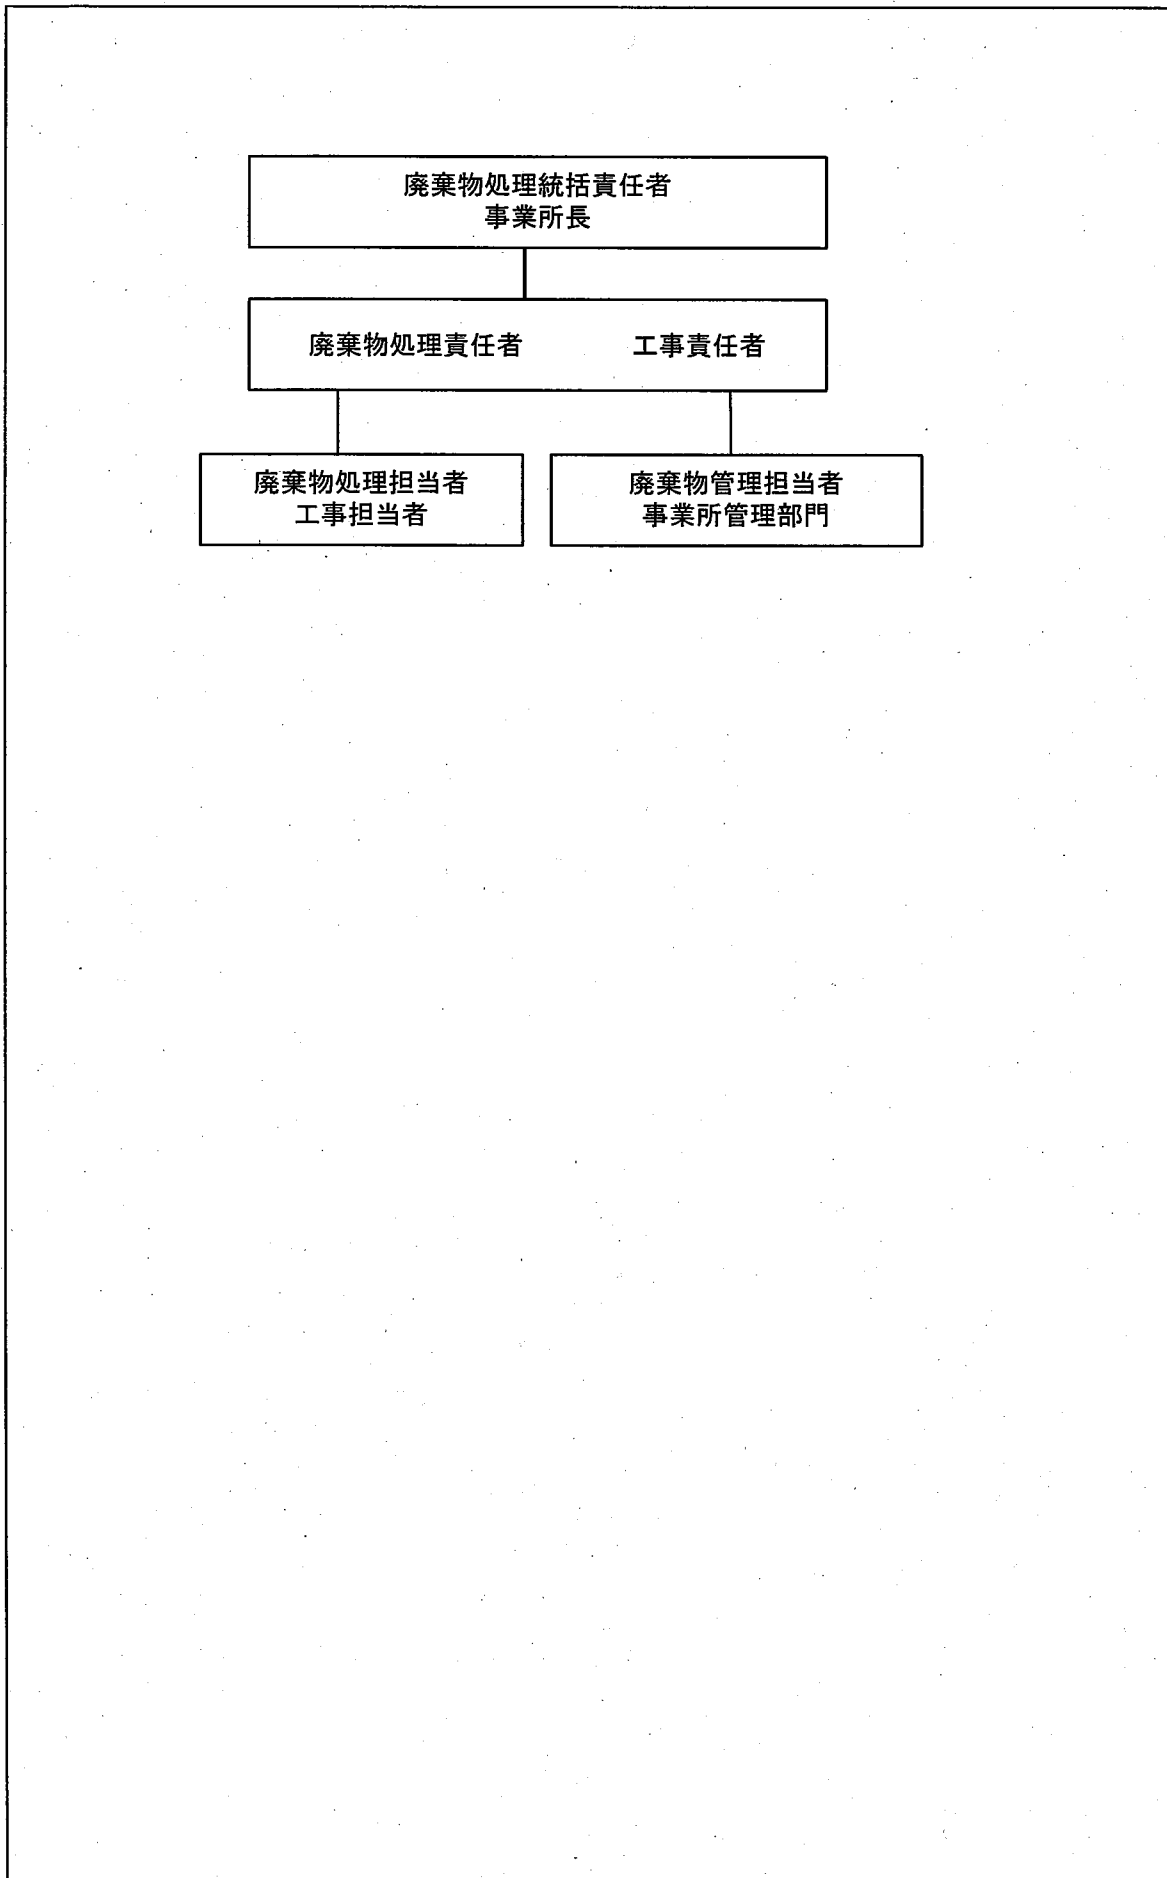 廃棄物処理統括責任者
事業所長
廃棄物処理責任者　工事責任者
廃棄物処理担当者
工事担当者
廃棄物管理担当者
事業所管理部門